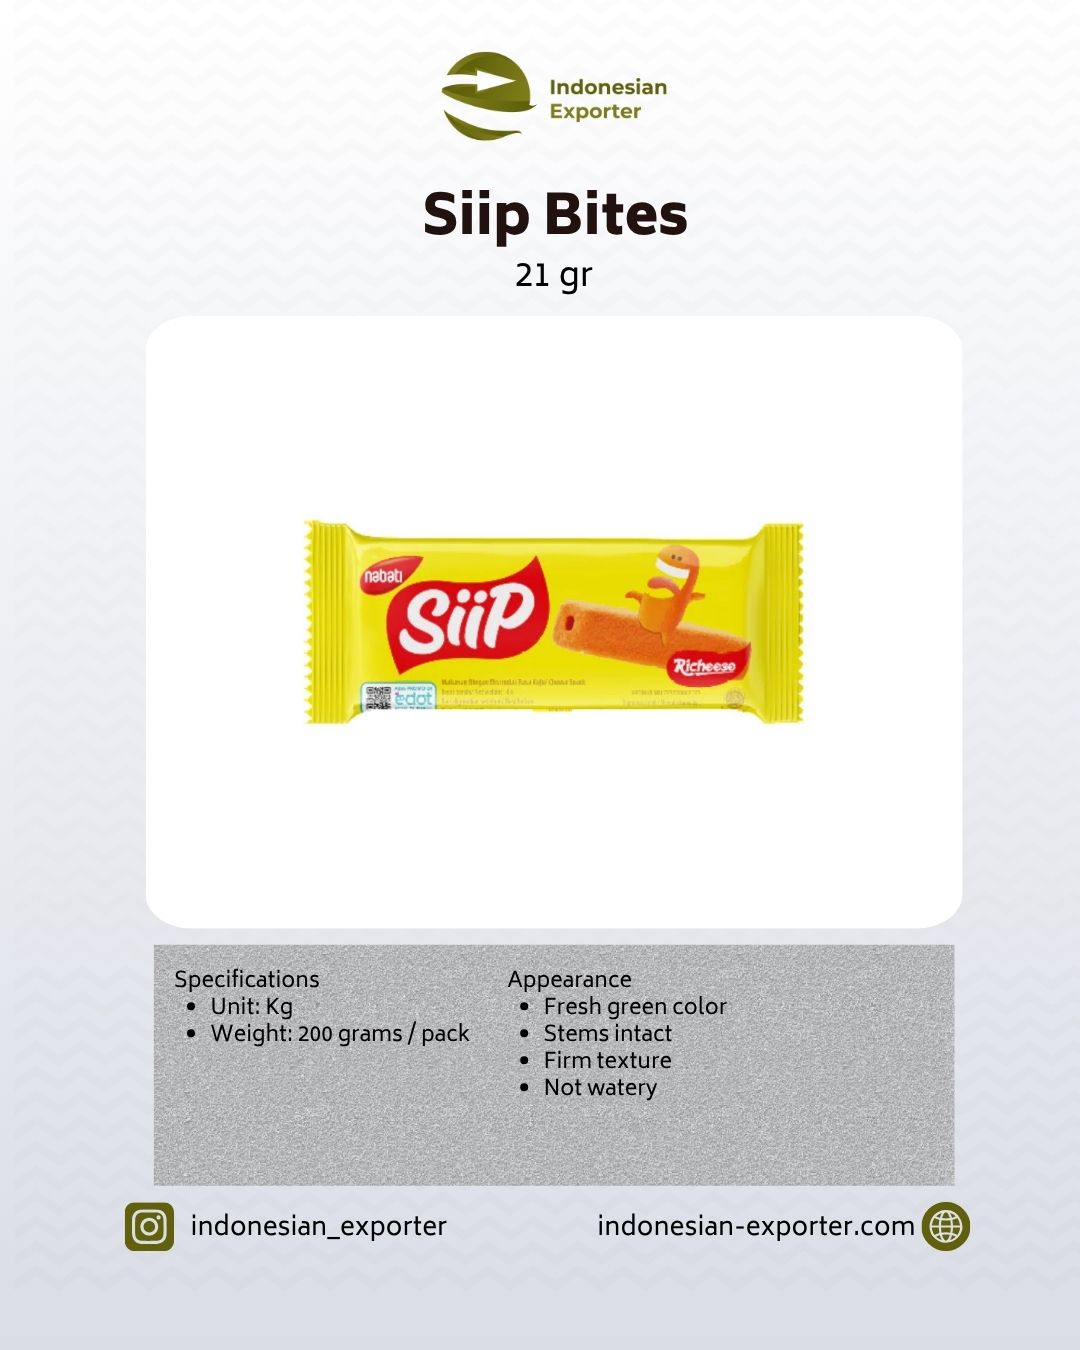 Indonesian
Exporter
Siip Bites
21 gr
nabati
SiiP
Richeese
edot
Specifications
• Unit: Kg
• Weight: 200 grams / pack
Appearance
• Fresh green color
• Stems intact
• Firm texture
• Not watery
indonesian_exporter
indonesian-exporter.com